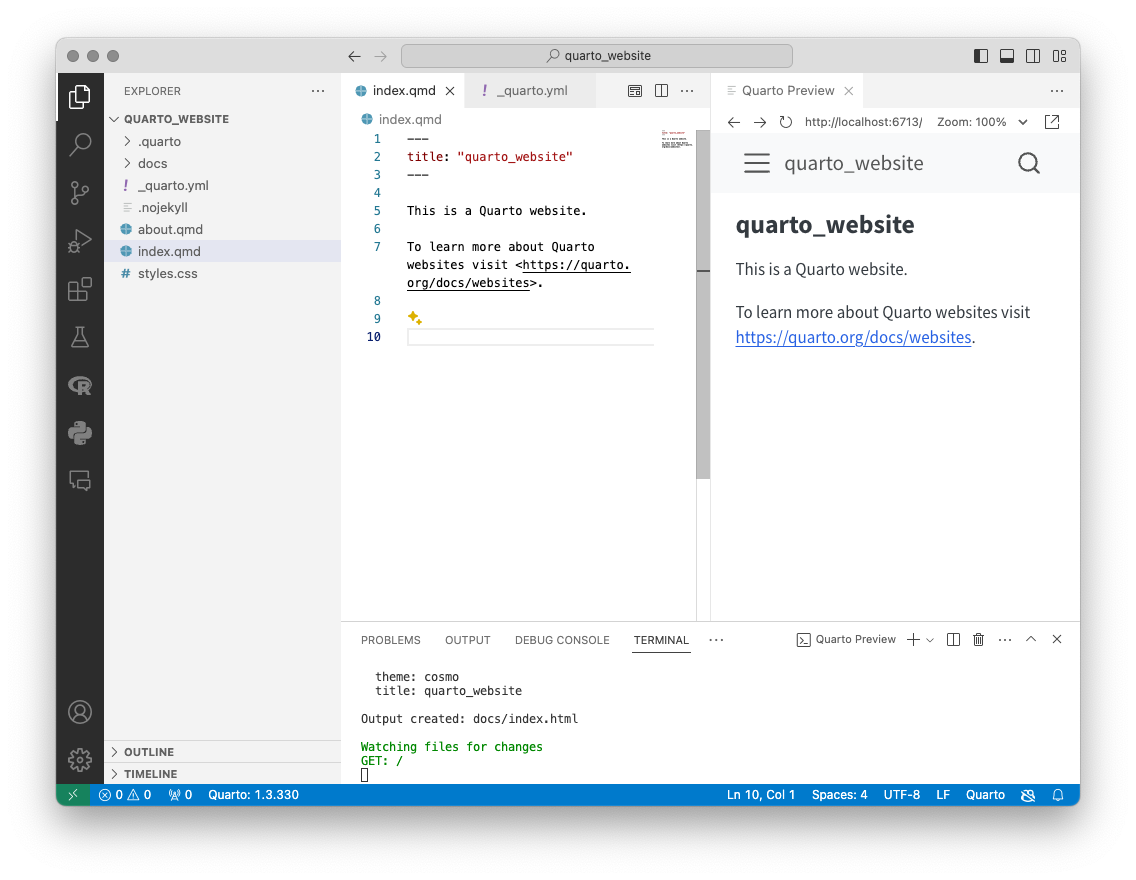 quarto_website
EXPLORER
QUARTO_WEBSITE
.quarto
docs
! _quarto.yml
.nojekyll
about.qmd
index.qmd
# styles.css
OUTLINE
TIMELINE
index.qmd
! _quarto.yml
index.qmd
1 ---
2 title: "quarto_website"
3 ---
4
5 This is a Quarto website.
6
7 To learn more about Quarto
websites visit <https://quarto.
org/docs/websites>.
8
9
10
Quarto Preview
http://localhost:6713/ Zoom: 100%
quarto_website
quarto_website
This is a Quarto website.
To learn more about Quarto websites visit
https://quarto.org/docs/websites.
PROBLEMS OUTPUT DEBUG CONSOLE TERMINAL Quarto Preview
theme: cosmo
title: quarto_website
Output created: docs/index.html
Watching files for changes
GET: /
0 0 0 Quarto: 1.3.330 Ln 10, Col 1 Spaces: 4 UTF-8 LF Quarto